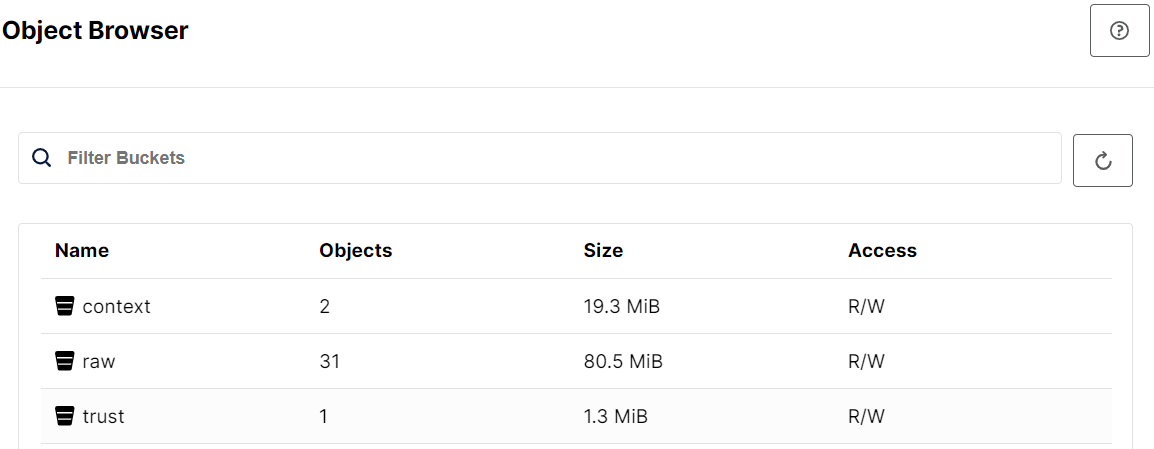 Object Browser
Filter Buckets
Name Objects Size Access
context 2 19.3 MiB R/W
raw 31 80.5 MiB R/W
trust 1 1.3 MiB R/W